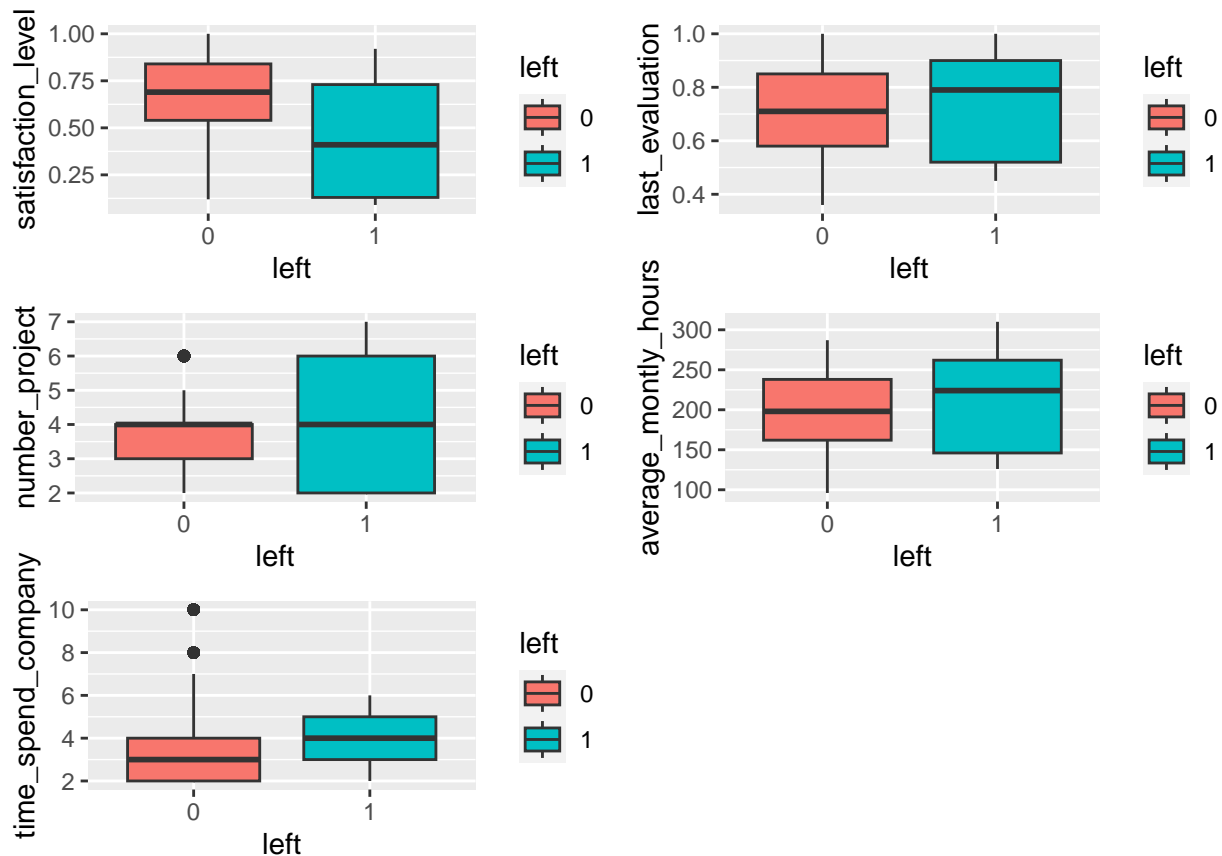 satisfaction_level
1.00
0.75
0.50
0.25
0
1
left
left
0
1
last_evaluation
1.0
0.8
0.6
0.4
0
1
left
left
0
1
number_project
7
6
5
4
3
2
0
1
left
left
0
1
average_montly_hours
300
250
200
150
100
0
1
left
left
0
1
time_spend_company
10
8
6
4
2
0
1
left
left
0
1